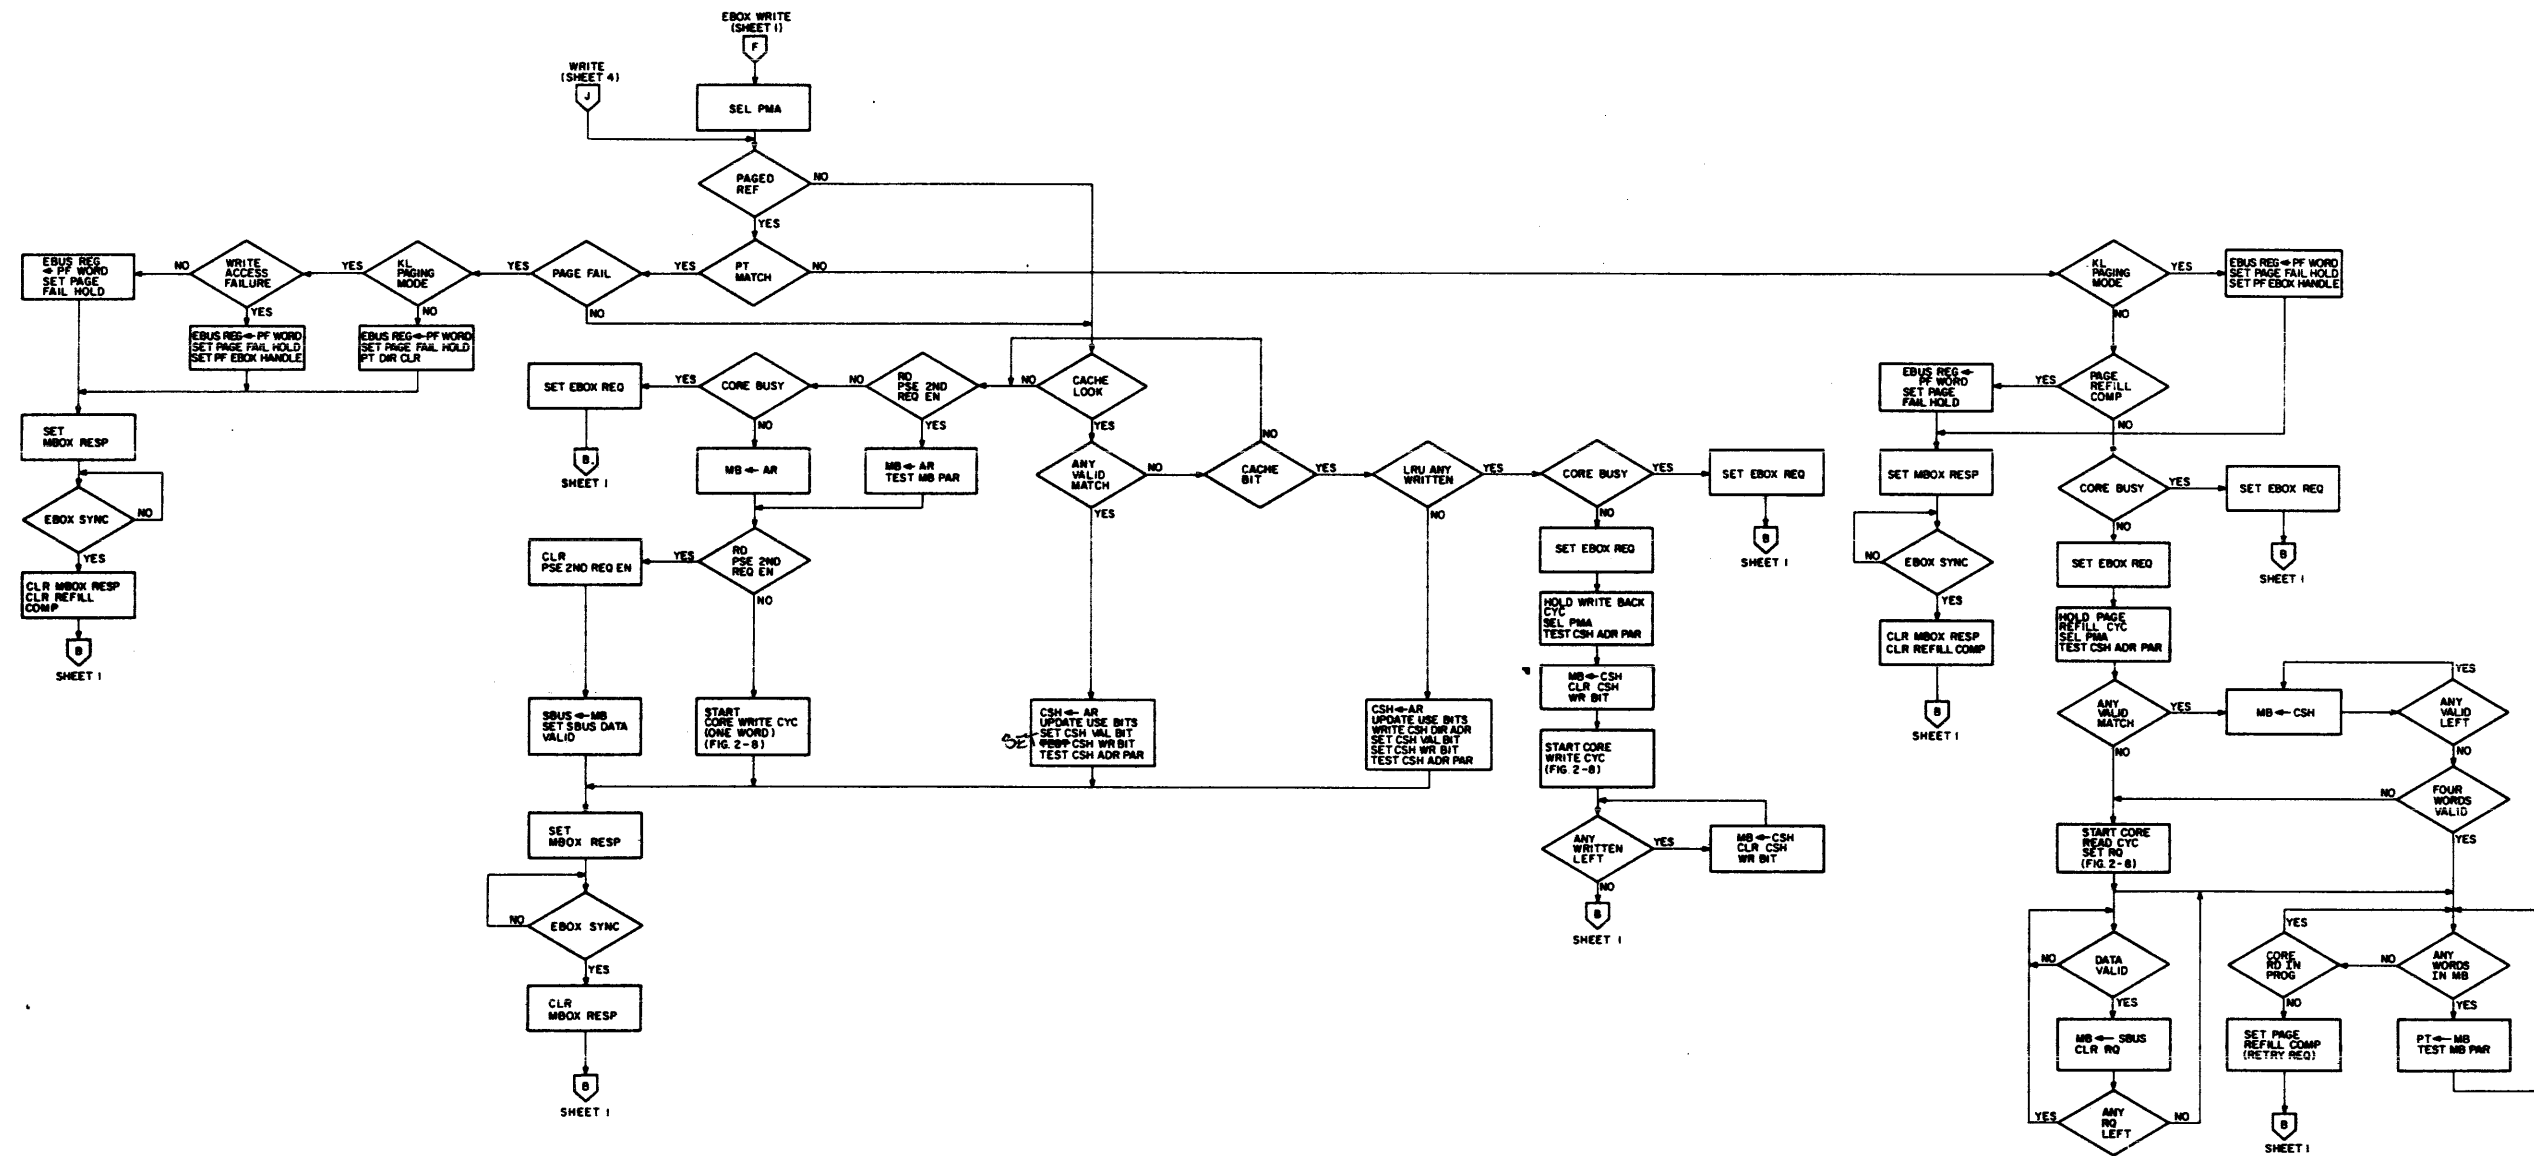 EBOX WRITE
(SHEET 1)
F
WRITE
(SHEET 4)
J
SEL PMA
PAGED
REF
NO
YES
EBUS REG
← PF WORD
SET PAGE
FAIL HOLD
NO
WRITE
ACCESS
FAILURE
YES
YES
KL
PAGING
MODE
NO
YES
PAGE FAIL
NO
YES
PT
MATCH
NO
KL
PAGING
MODE
YES
NO
EBUS REG←PF WORD
SET PAGE FAIL HOLD
SET PF EBOX HANDLE
EBUS REG←PF WORD
SET PAGE FAIL HOLD
SET PF EBOX HANDLE
EBUS REG←PF WORD
SET PAGE FAIL HOLD
PT DIR CLR
SET
MBOX RESP
EBOX SYNC
NO
YES
CLR MBOX RESP
CLR REFILL
COMP
B
SHEET 1
SET EBOX REQ
B
SHEET 1
YES
CORE BUSY
NO
NO
RD
PSE 2ND
REQ EN
YES
NO
CACHE
LOOK
YES
MB ← AR
MB ← AR
TEST MB PAR
ANY
VALID
MATCH
NO
YES
CACHE
BIT
NO
YES
LRU ANY
WRITTEN
YES
NO
CORE BUSY
YES
NO
SET EBOX REQ
B
SHEET 1
CLR
PSE 2ND REQ EN
YES
RD
PSE 2ND
REQ EN
NO
SBUS ←MB
SET SBUS DATA
VALID
START
CORE WRITE CYC
(ONE WORD)
(FIG. 2-8)
CSH← AR
UPDATE USE BITS
SET CSH VAL BIT
SET
TEST CSH WR BIT
TEST CSH ADR PAR
CSH←AR
UPDATE USE BITS
WRITE CSH DIR ADR
SET CSH VAL BIT
SET CSH WR BIT
TEST CSH ADR PAR
SET
MBOX RESP
NO
EBOX SYNC
YES
CLR
MBOX RESP
B
SHEET 1
SET EBOX REQ
HOLD WRITE BACK
CYC
SEL PMA
TEST CSH ADR PAR
MB←CSH
CLR CSH
WR BIT
START CORE
WRITE CYC
(FIG. 2-8)
ANY
WRITTEN
LEFT
YES
NO
MB←CSH
CLR CSH
WR BIT
B
SHEET 1
EBUS REG ←
PF WORD
SET PAGE
FAIL HOLD
YES
PAGE
REFILL
COMP
NO
SET MBOX RESP
NO
EBOX SYNC
YES
CLR MBOX RESP
CLR REFILL COMP
B
SHEET 1
CORE BUSY
YES
NO
SET EBOX REQ
B
SHEET 1
SET EBOX REQ
HOLD PAGE
REFILL CYC
SEL PMA
TEST CSH ADR PAR
ANY
VALID
MATCH
YES
NO
MB←CSH
YES
ANY
VALID
LEFT
NO
FOUR
WORDS
VALID
NO
YES
START CORE
READ CYC
SET RQ
(FIG. 2-8)
DATA
VALID
NO
YES
MB ← SBUS
CLR RQ
YES
ANY
RQ
LEFT
NO
YES
CORE
RD IN
PROG
NO
NO
ANY
WORDS
IN MB
YES
SET PAGE
REFILL COMP
(RETRY REQ)
PT←MB
TEST MB PAR
B
SHEET 1